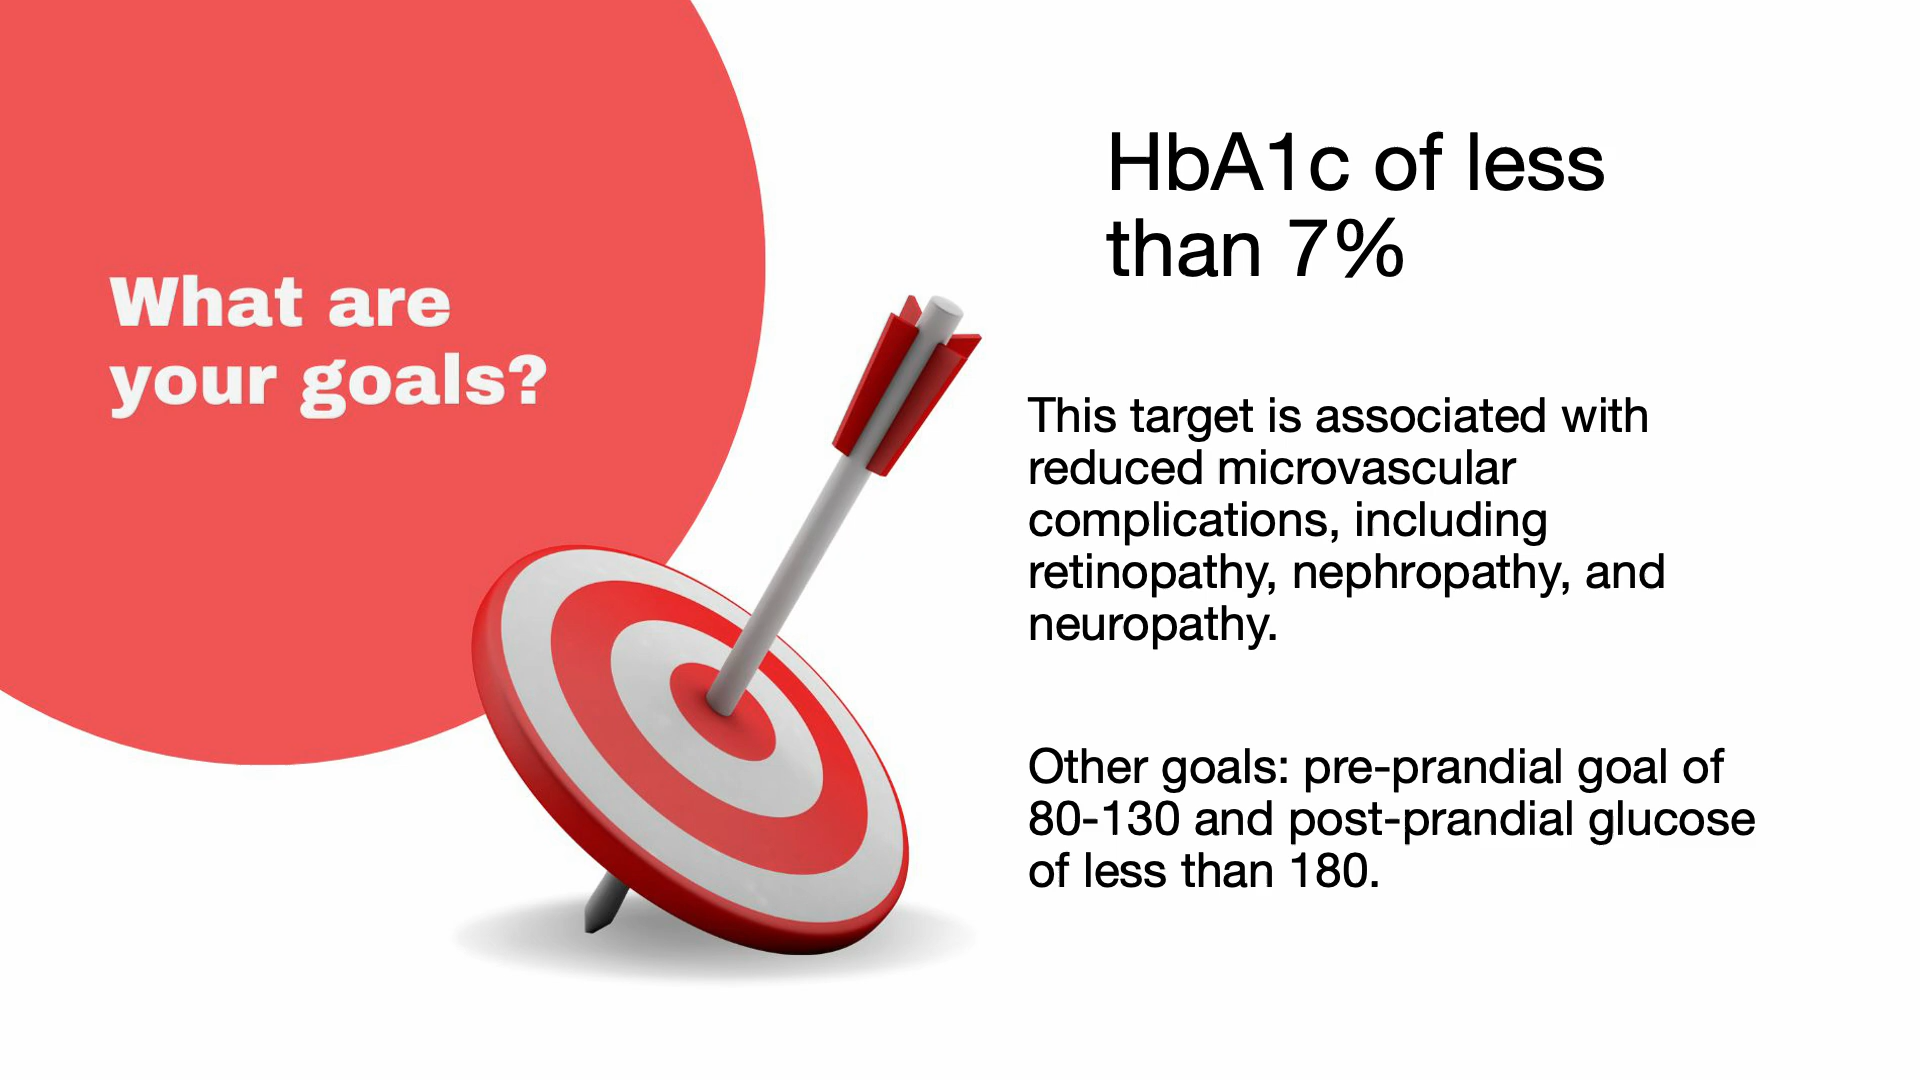 What are
your goals?
HbA1c of less
than 7%
This target is associated with
reduced microvascular
complications, including
retinopathy, nephropathy, and
neuropathy.
Other goals: pre-prandial goal of
80-130 and post-prandial glucose
of less than 180.